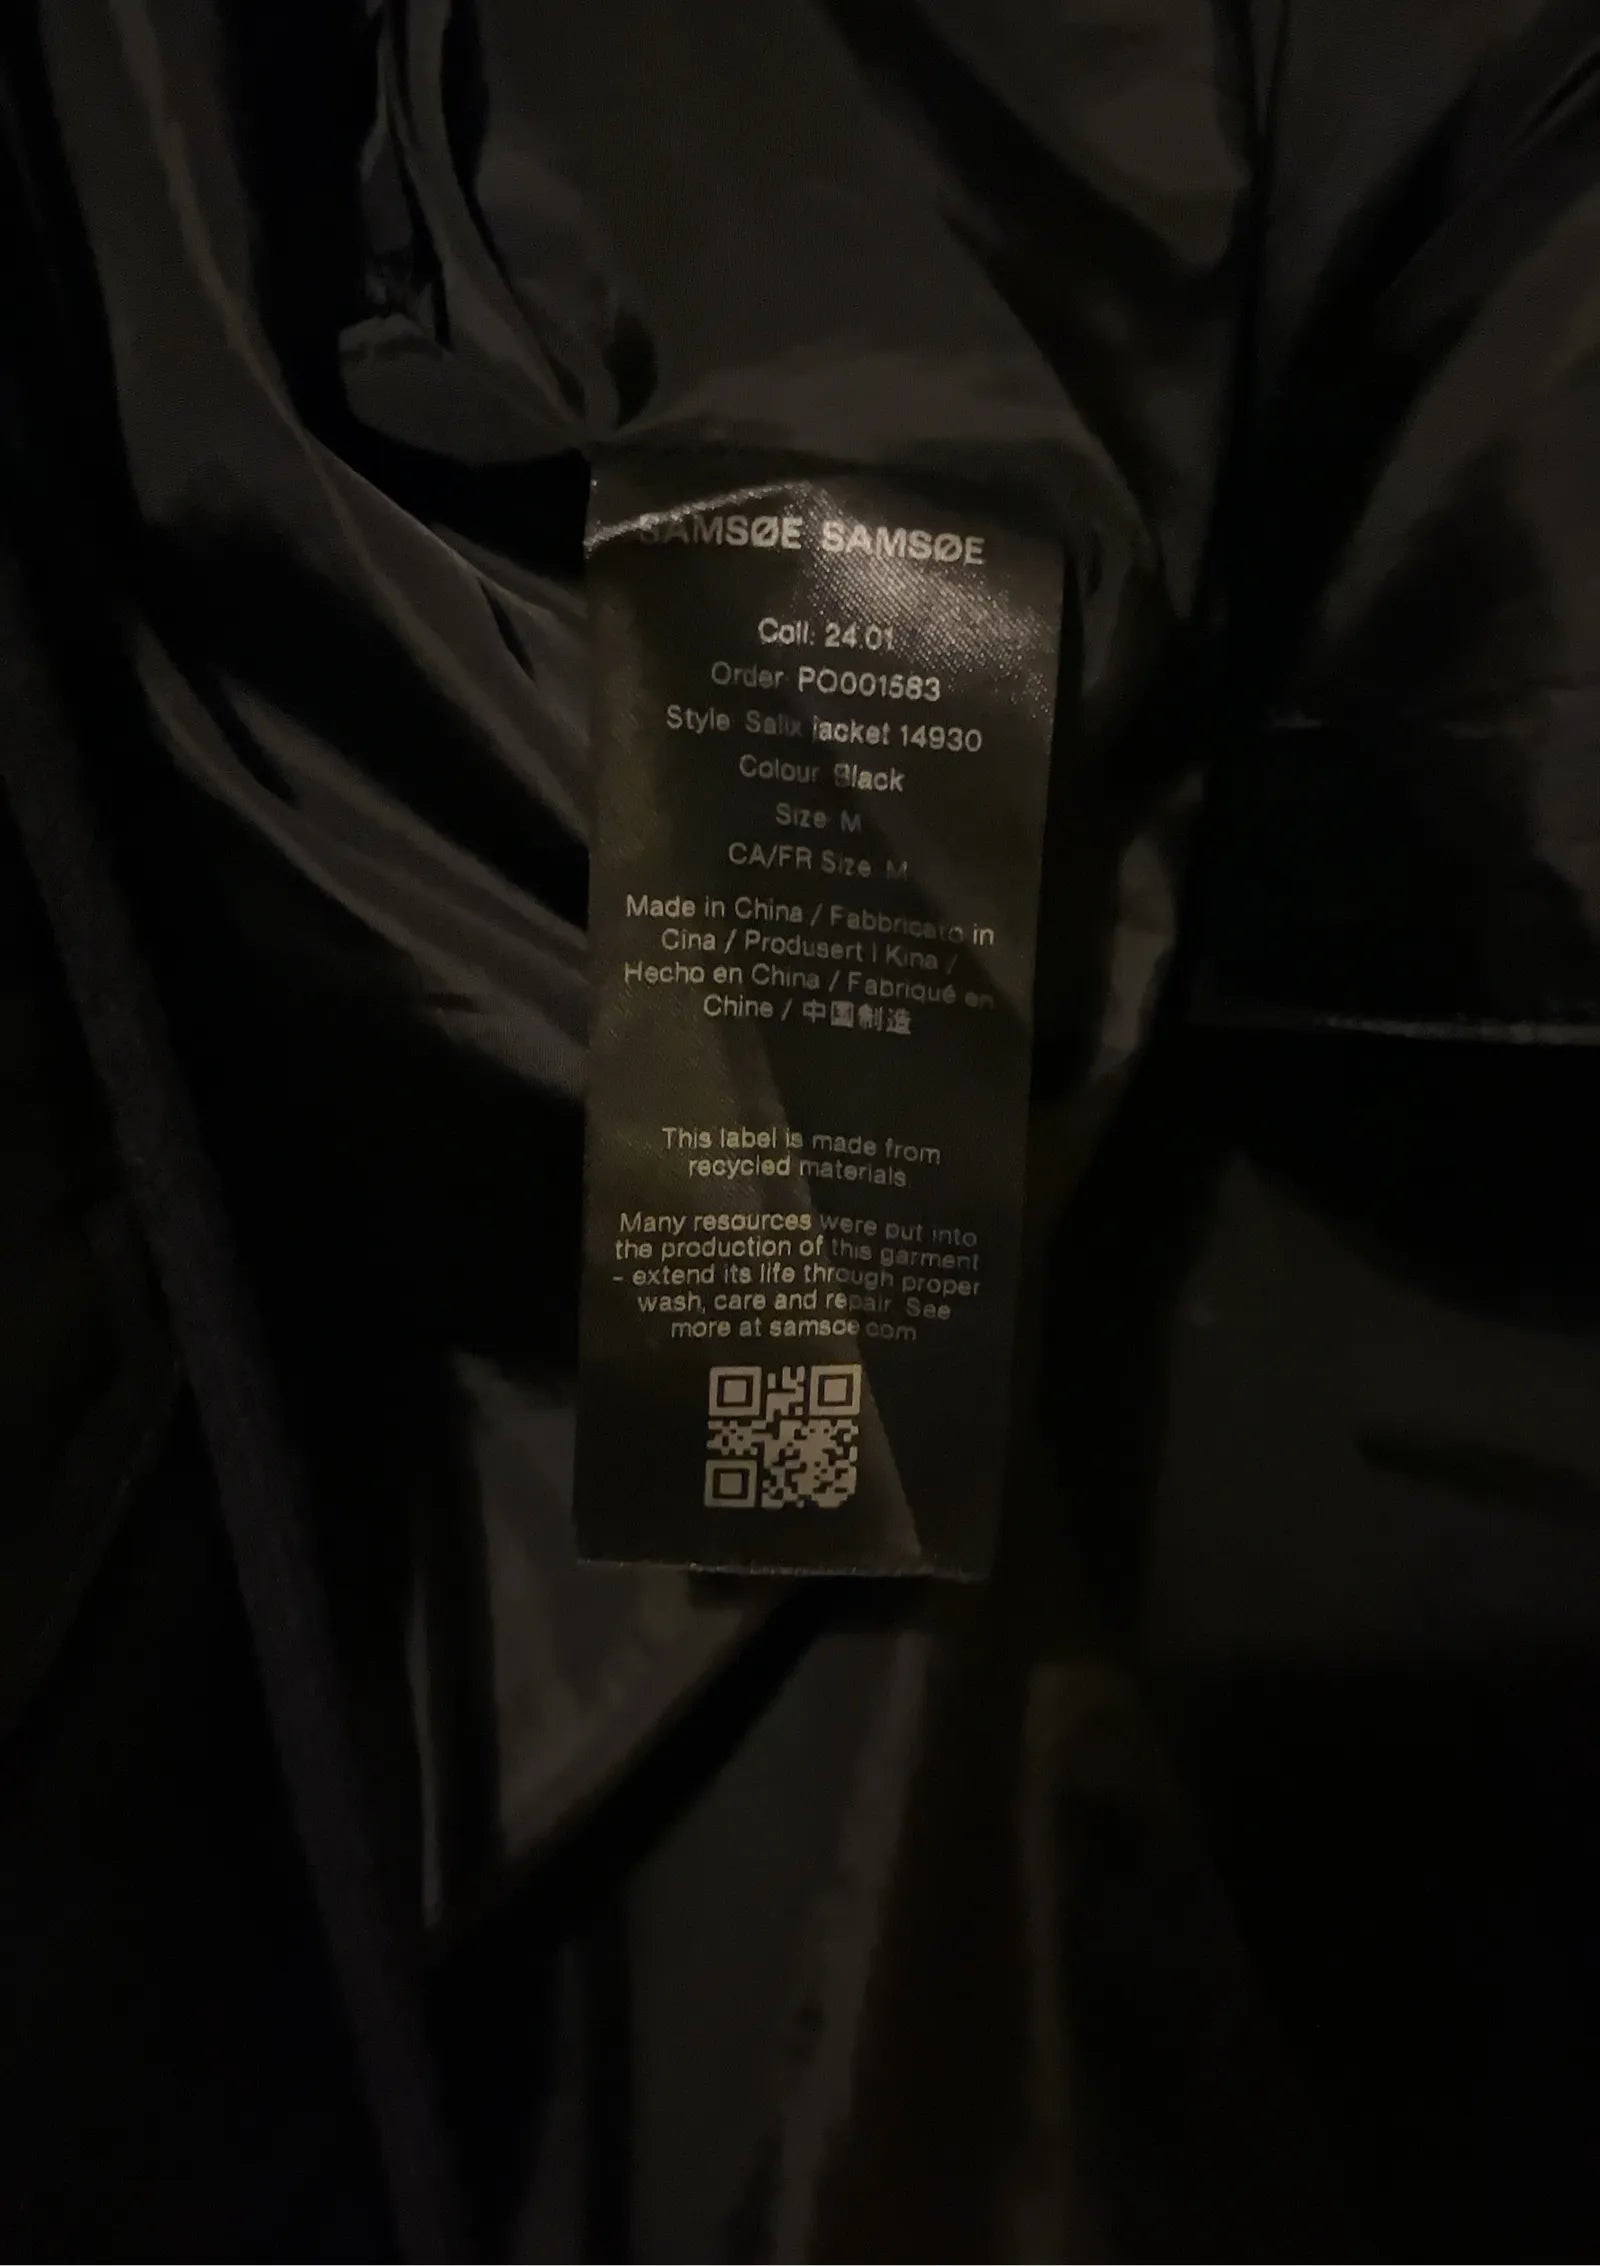 SAMSØE SAMSØE
Coll: 24.01
Order: PO001583
Style: Salix jacket 14930
Colour: Black
Size: M
CA/FR Size: M
Made in China / Fabbricato in
Cina / Produsert I Kina /
Hecho en China / Fabriqué en
Chine / 中国制造
This label is made from
recycled materials.
Many resources were put into
the production of this garment
- extend its life through proper
wash, care and repair. See
more at samsoe.com